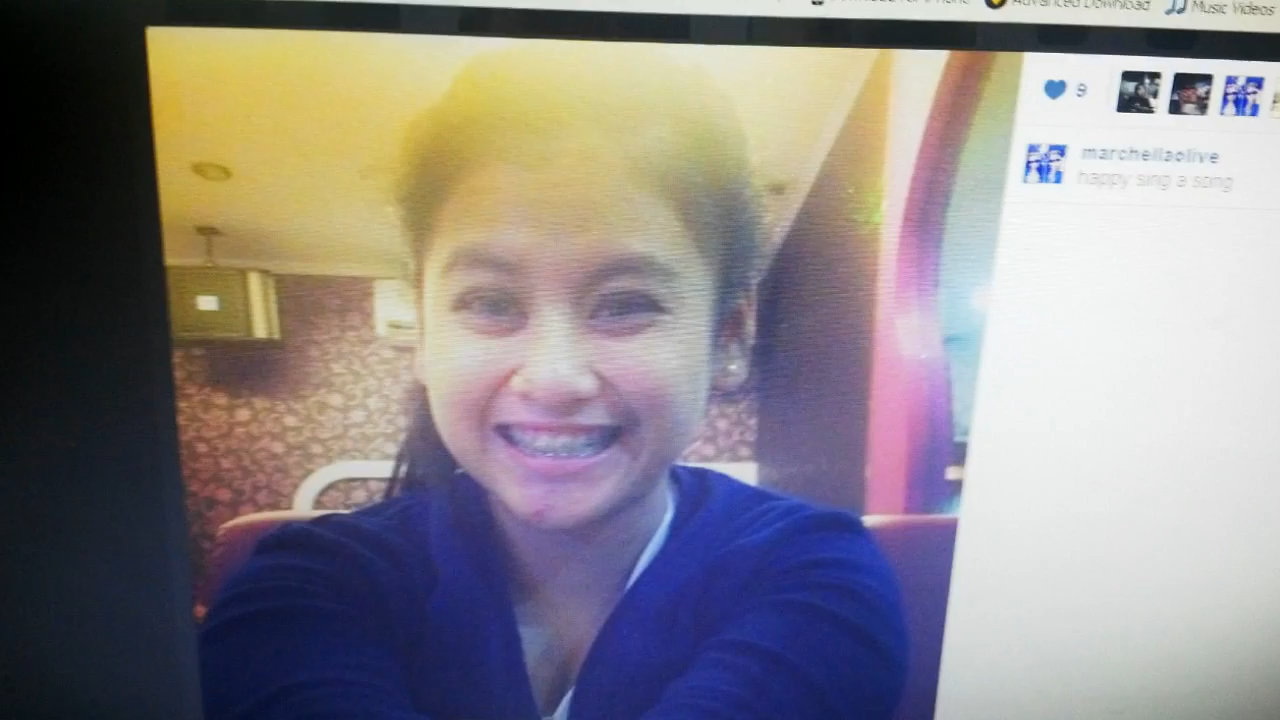 Advanced Download
Music Videos
9
marchellaolive
happy sing a song